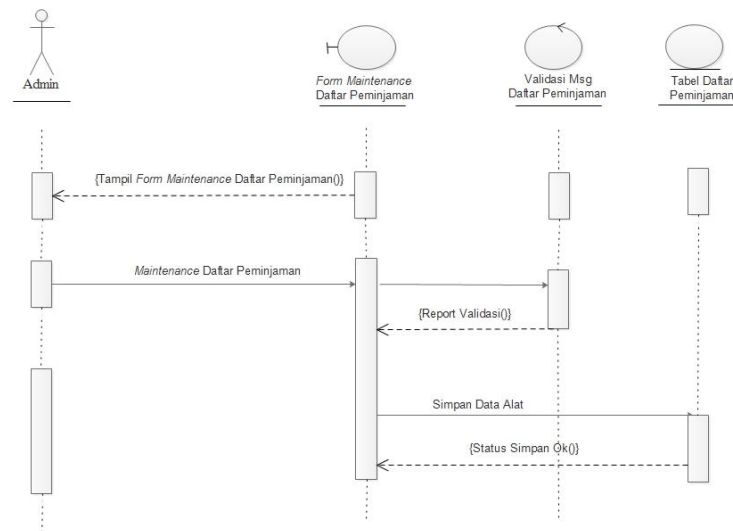 Admin
Form Maintenance
Daftar Peminjaman
Validasi Msg
Daftar Peminjaman
Tabel Daftar
Peminjaman
{Tampil Form Maintenance Daftar Peminjaman()}
Maintenance Daftar Peminjaman
{Report Validasi()}
Simpan Data Alat
{Status Simpan Ok()}